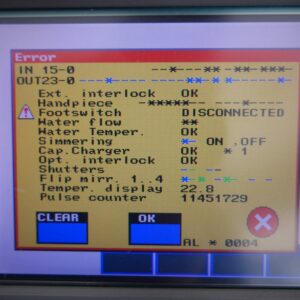 Error
IN 15-0
OUT23-0
Ext. interlock OK
Handpiece
Footswitch DISCONNECTED
Water flow **
Water Temper. OK
Simmering *- ON .OFF
Cap.Charger OK * 1
Opt. interlock OK
Shutters -- --
Flip mirr. 1..4
Temper. display 22.8
Pulse counter 11451729
CLEAR OK
AL * 0004